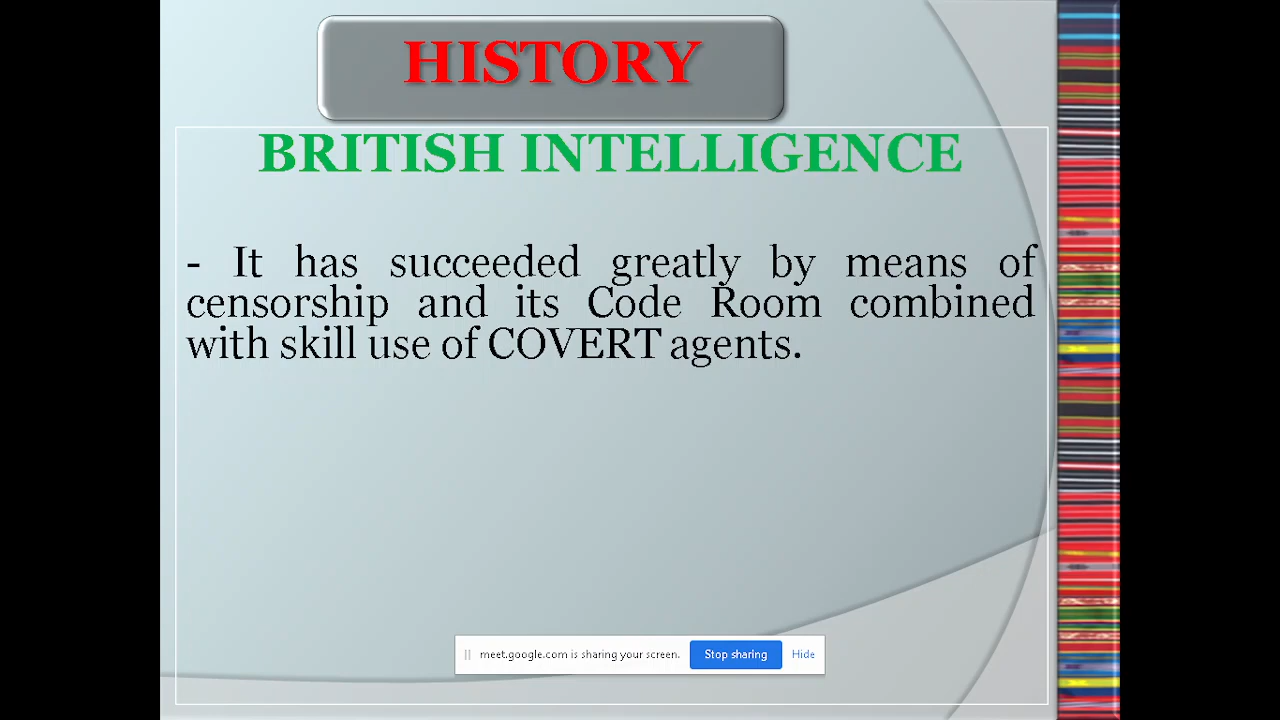 HISTORY
BRITISH INTELLIGENCE
- It has succeeded greatly by means of
censorship and its Code Room combined
with skill use of COVERT agents.
meet.google.com is sharing your screen. Stop sharing Hide